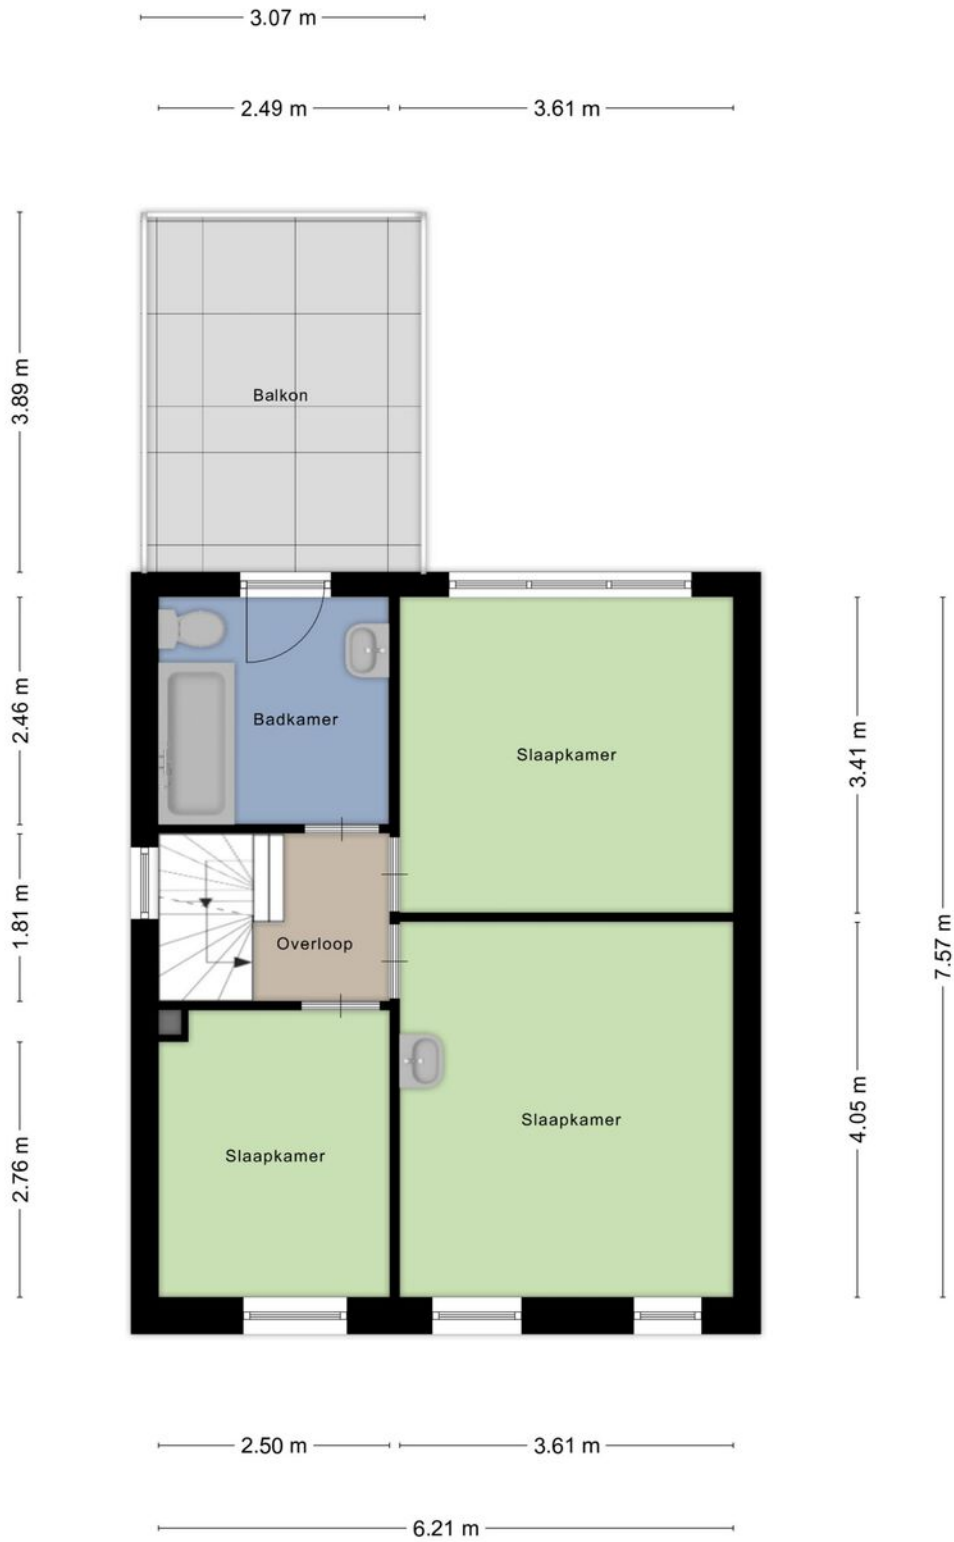 3.07 m
2.49 m
3.61 m
3.89 m
Balkon
2.46 m
Badkamer
Slaapkamer
3.41 m
1.81 m
Overloop
7.57 m
4.05 m
Slaapkamer
2.76 m
Slaapkamer
2.50 m
3.61 m
6.21 m